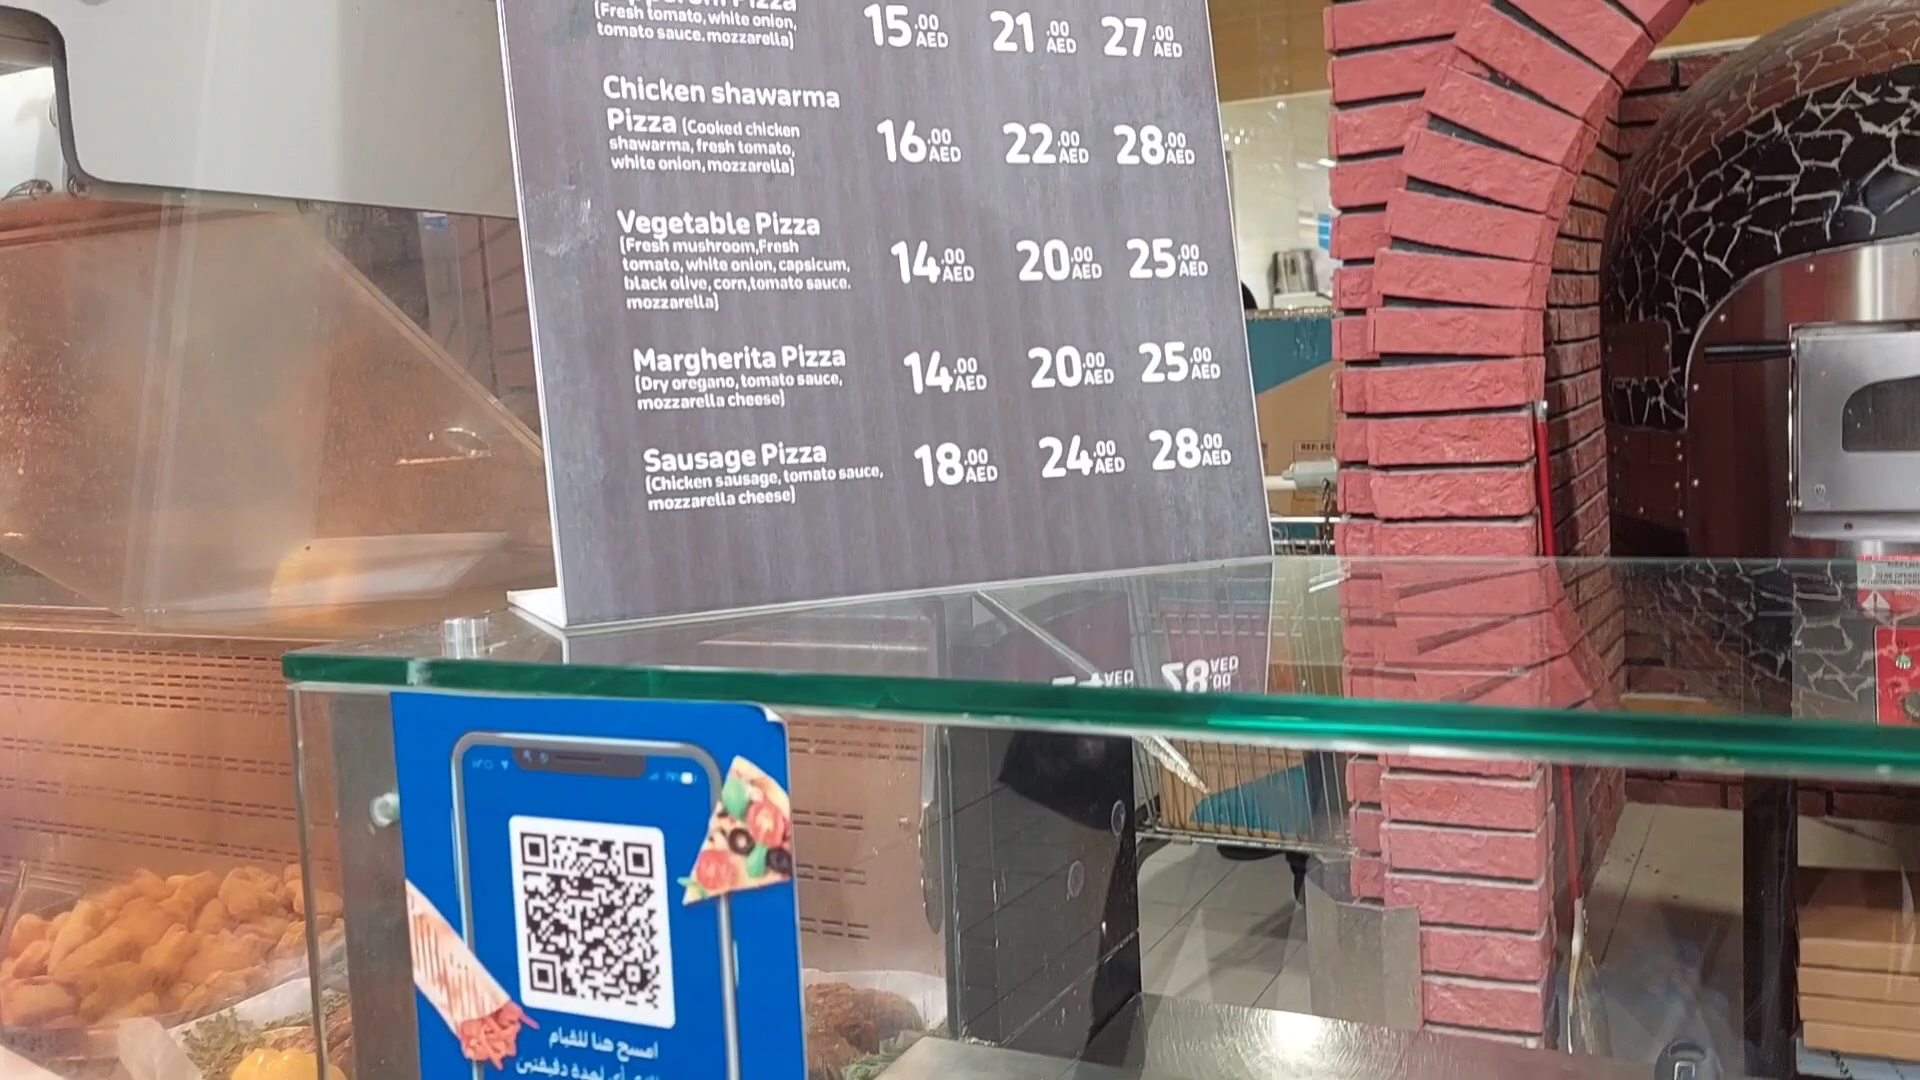 Pizza
(Fresh tomato, white onion,
tomato sauce. mozzarella)
15.00 AED 21.00 AED 27.00 AED
Chicken shawarma
Pizza (Cooked chicken
shawarma, fresh tomato,
white onion, mozzarella)
16.00 AED 22.00 AED 28.00 AED
Vegetable Pizza
(Fresh mushroom,Fresh
tomato, white onion, capsicum,
black olive, corn,tomato sauce.
mozzarella)
14.00 AED 20.00 AED 25.00 AED
Margherita Pizza
(Dry oregano, tomato sauce,
mozzarella cheese)
14.00 AED 20.00 AED 25.00 AED
Sausage Pizza
(Chicken sausage, tomato sauce,
mozzarella cheese)
18.00 AED 24.00 AED 28.00 AED
امسح هنا للقيام